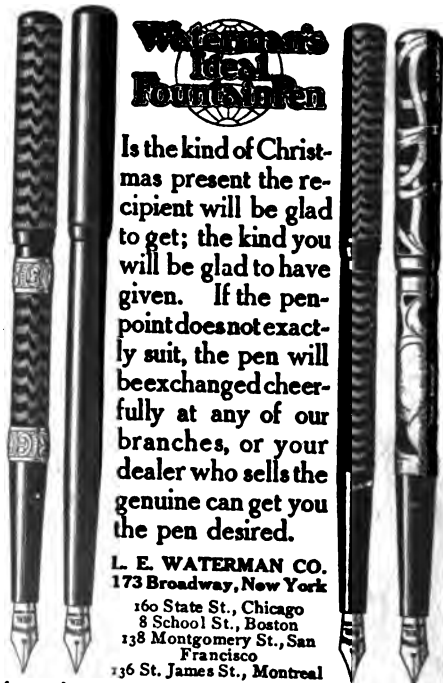 Waterman's
Ideal
Fountain Pen
Is the kind of Christ-
mas present the re-
cipient will be glad
to get; the kind you
will be glad to have
given. If the pen-
point does not exact-
ly suit, the pen will
be exchanged cheer-
fully at any of our
branches, or your
dealer who sells the
genuine can get you
the pen desired.
L. E. WATERMAN CO.
173 Broadway, New York
160 State St., Chicago
8 School St., Boston
138 Montgomery St., San
Francisco
136 St. James St., Montreal